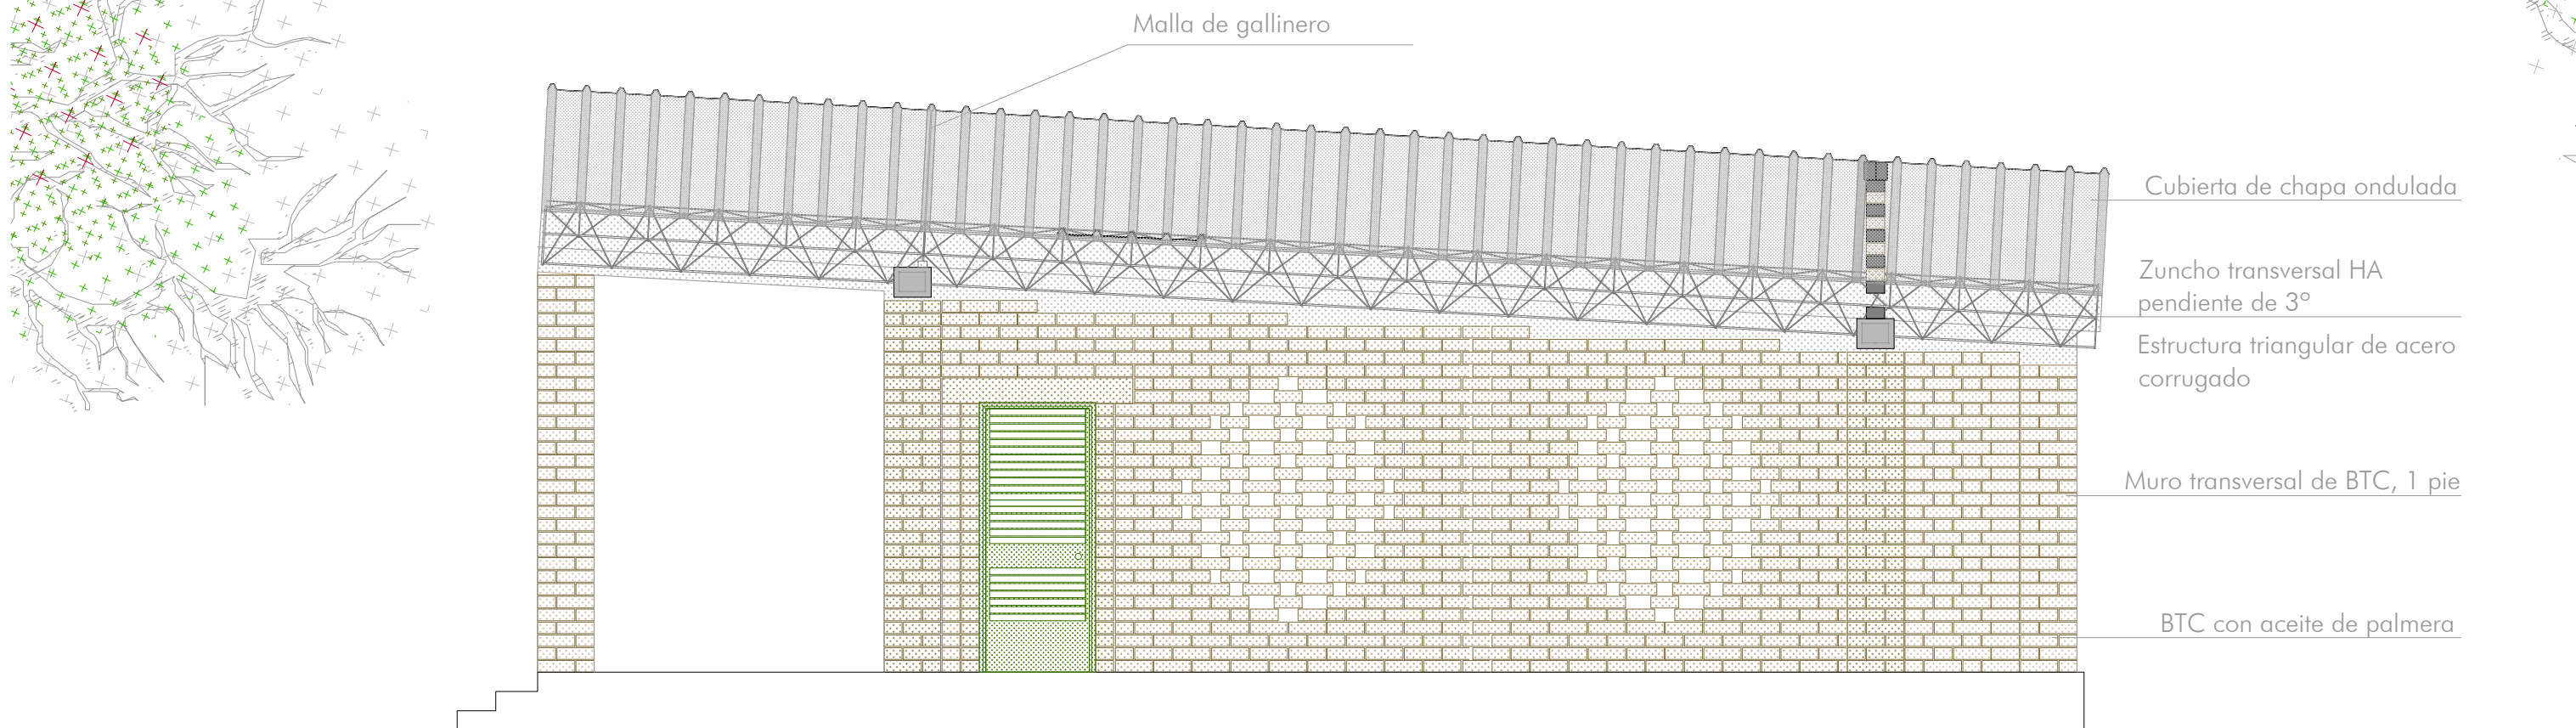 Malla de gallinero
Cubierta de chapa ondulada
Zuncho transversal HA
pendiente de 3º
Estructura triangular de acero
corrugado
Muro transversal de BTC, 1 pie
BTC con aceite de palmera